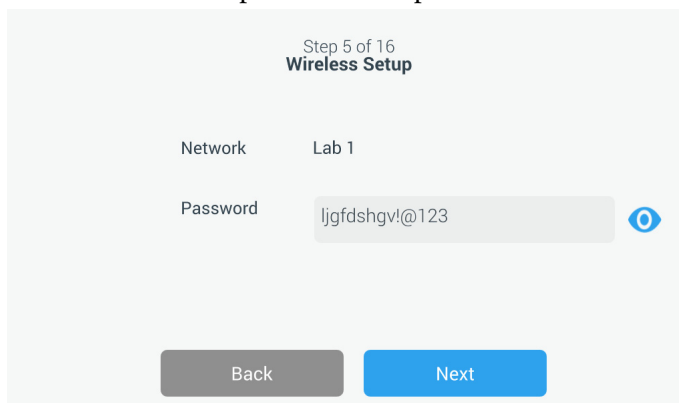 Step 5 of 16
Wireless Setup
Network Lab 1
Password ljgfdshgv!@123
Back Next